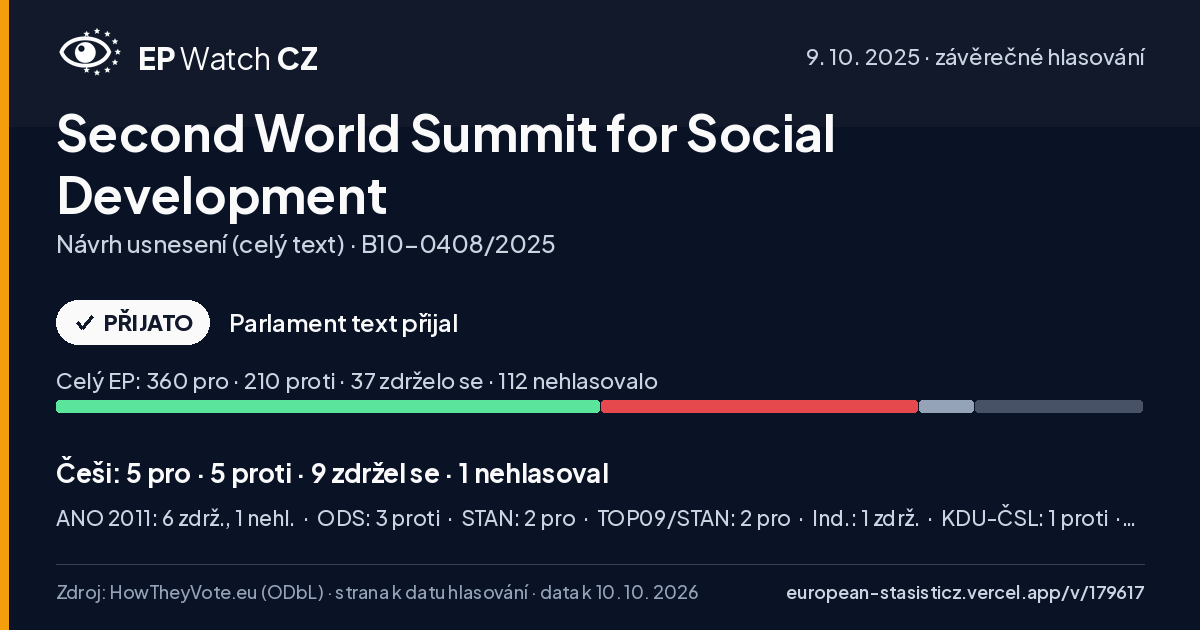 EP Watch CZ
9. 10. 2025 · závěrečné hlasování
Second World Summit for Social
Development
Návrh usnesení (celý text) · B10-0408/2025
✓ PŘIJATO
Parlament text přijal
Celý EP: 360 pro · 210 proti · 37 zdrželo se · 112 nehlasovalo
Češi: 5 pro · 5 proti · 9 zdržel se · 1 nehlasoval
ANO 2011: 6 zdrž., 1 nehl. · ODS: 3 proti · STAN: 2 pro · TOP09/STAN: 2 pro · Ind.: 1 zdrž. · KDU-ČSL: 1 proti ·…
Zdroj: HowTheyVote.eu (ODbL) · strana k datu hlasování · data k 10. 10. 2026
european-stasisticz.vercel.app/v/179617